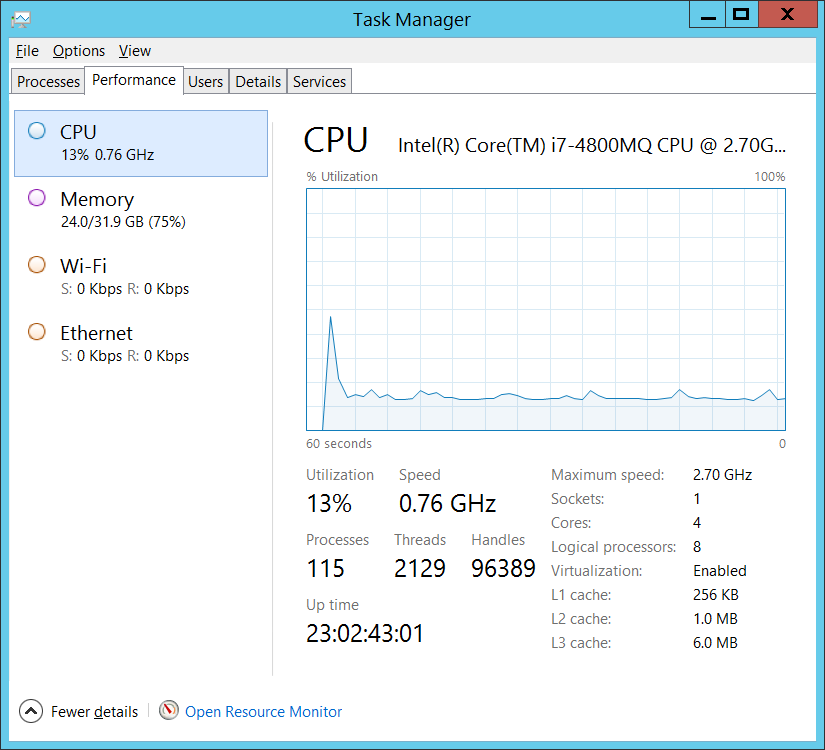 Task Manager
File Options View
Processes Performance Users Details Services
CPU
13% 0.76 GHz
Memory
24.0/31.9 GB (75%)
Wi-Fi
S: 0 Kbps R: 0 Kbps
Ethernet
S: 0 Kbps R: 0 Kbps
CPU Intel(R) Core(TM) i7-4800MQ CPU @ 2.70G...
% Utilization 100%
60 seconds 0
Utilization Speed
13% 0.76 GHz
Processes Threads Handles
115 2129 96389
Up time
23:02:43:01
Maximum speed: 2.70 GHz
Sockets: 1
Cores: 4
Logical processors: 8
Virtualization: Enabled
L1 cache: 256 KB
L2 cache: 1.0 MB
L3 cache: 6.0 MB
Fewer details Open Resource Monitor